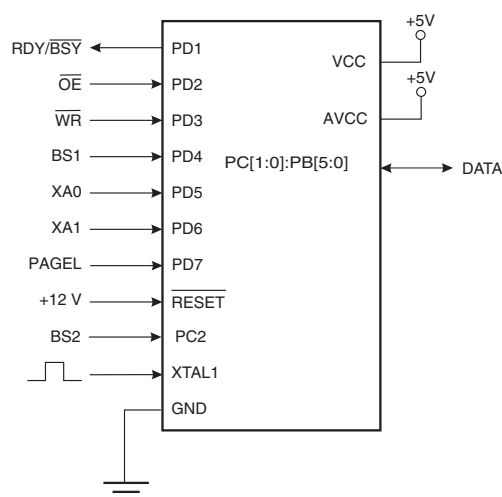 RDY/BSY PD1
OE PD2
WR PD3
BS1 PD4
XA0 PD5
XA1 PD6
PAGEL PD7
+12 V RESET
BS2 PC2
XTAL1
GND
+5V
VCC
+5V
AVCC
PC[1:0]:PB[5:0]
DATA